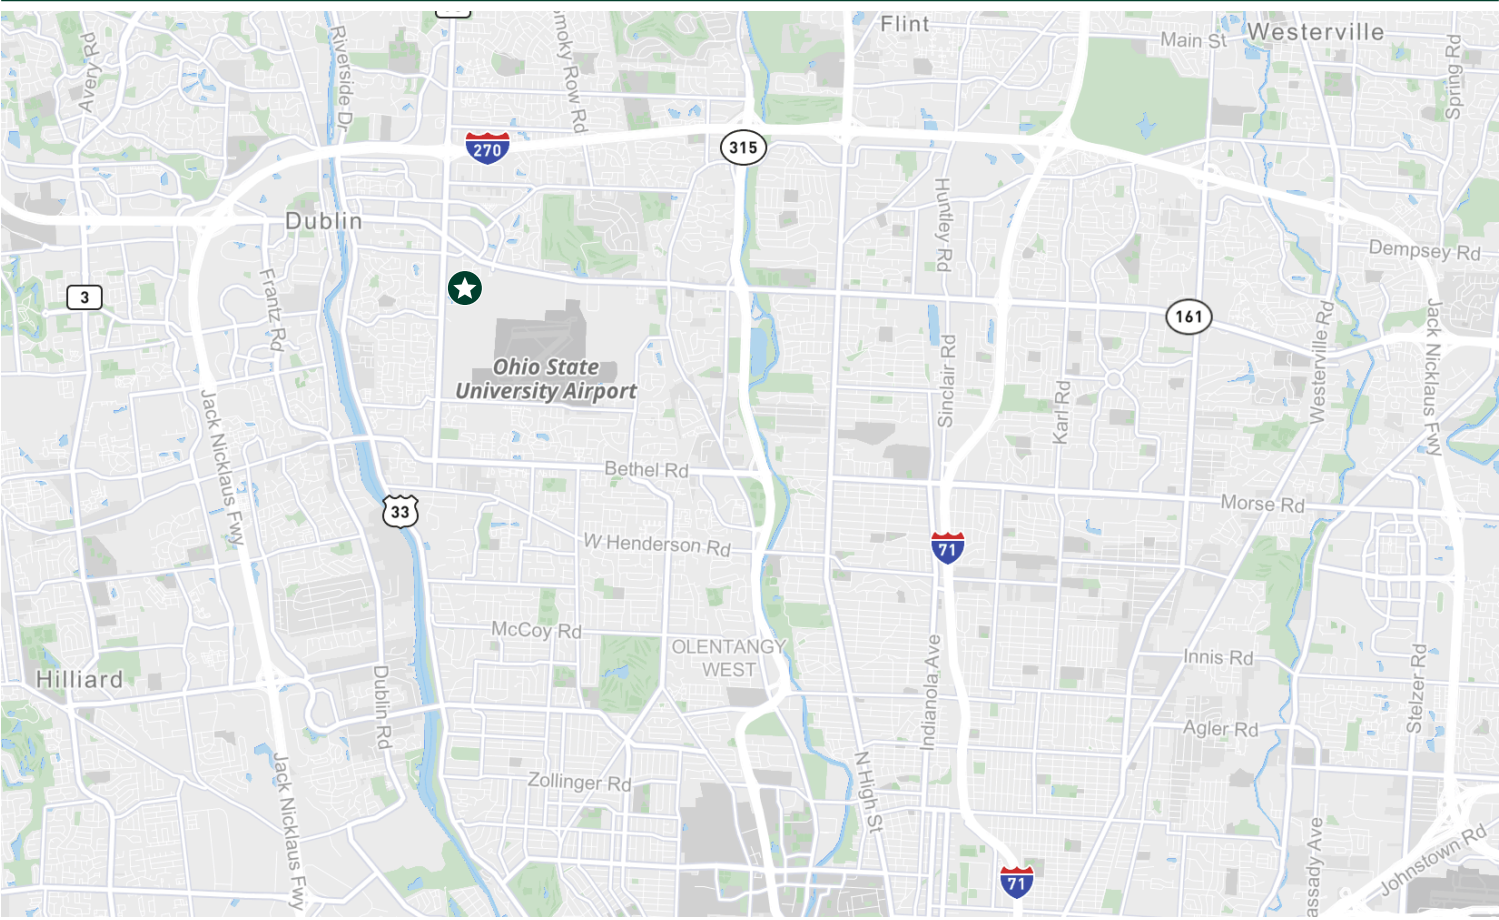 Flint
Main St
Westerville
Avery Rd
Riverside Dr
Smoky Row Rd
Spring Rd
270
315
Huntley Rd
Dublin
Dempsey Rd
3
Frantz Rd
161
Ohio State
University Airport
Sinclair Rd
Karl Rd
Westerville Rd
Jack Nicklaus Fwy
Jack Nicklaus Fwy
Bethel Rd
Morse Rd
33
W Henderson Rd
71
McCoy Rd
OLENTANGY
WEST
Indianola Ave
Innis Rd
Stelzer Rd
Hilliard
Dublin Rd
Agler Rd
Jack Nicklaus Fwy
Zollinger Rd
N High St
71
assady Ave
Johnstown Rd